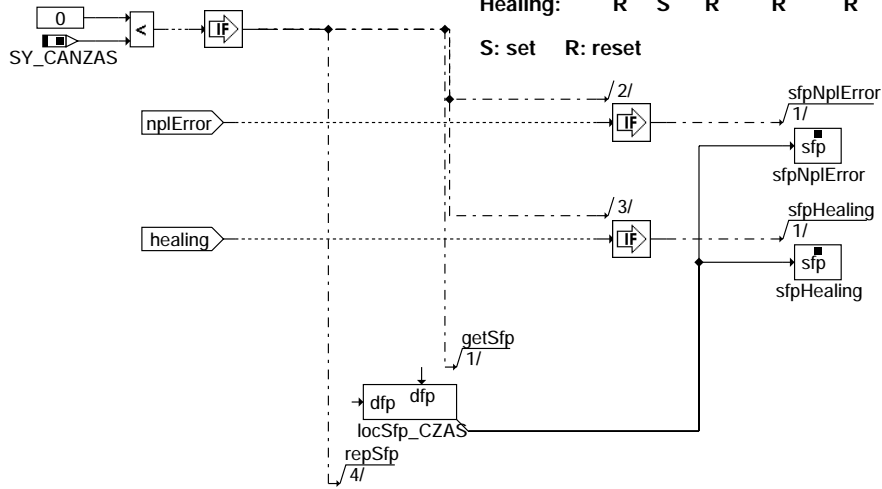 Healing: R S R R R
0
<
IF
SY_CANZAS
S: set R: reset
2/
sfpNplError
1/
nplError
IF
sfp
sfpNplError
3/
sfpHealing
1/
healing
IF
sfp
sfpHealing
getSfp
1/
dfp
dfp
locSfp_CZAS
repSfp
4/